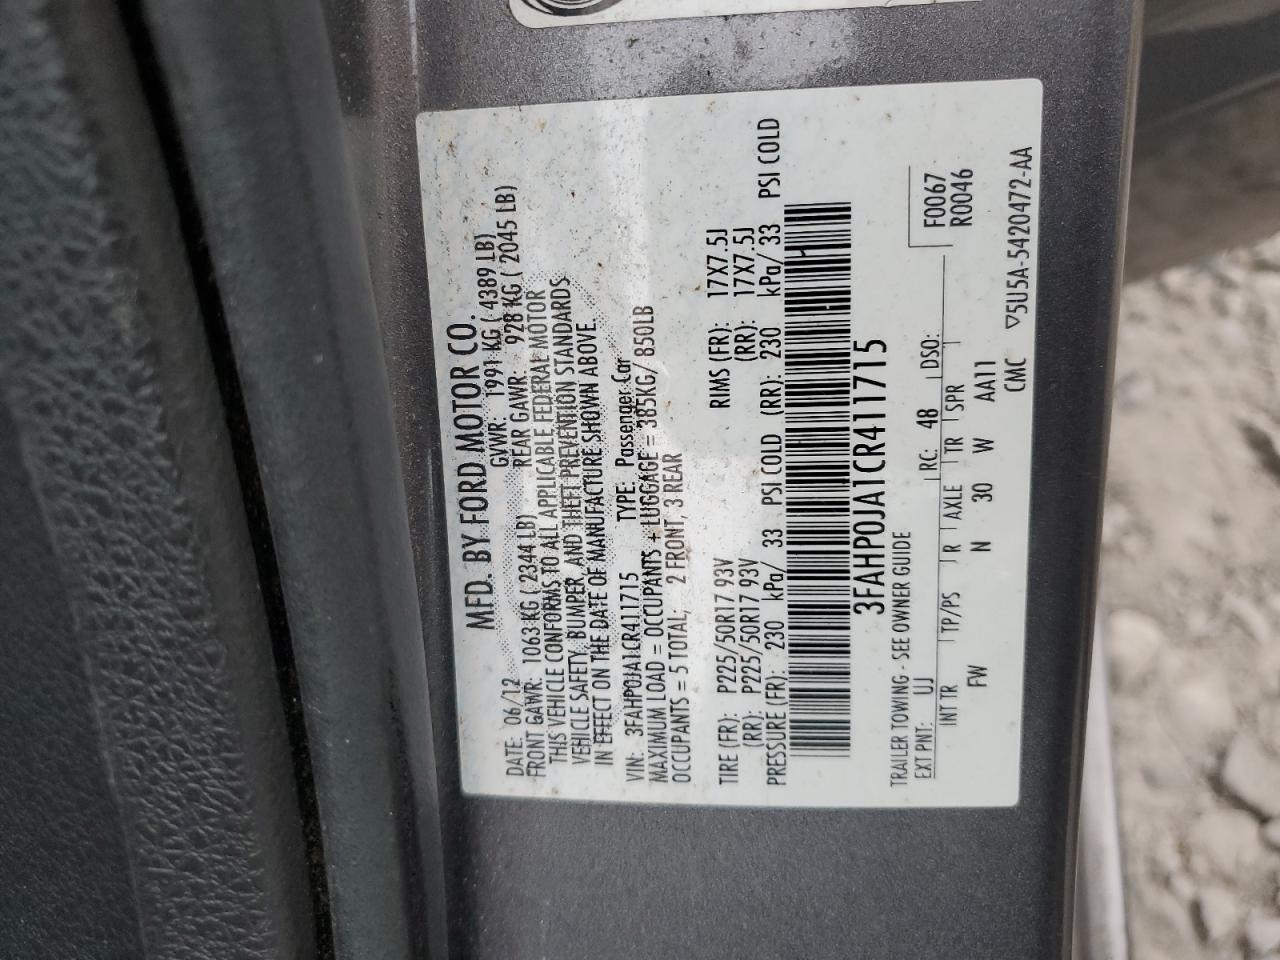 MFD. BY FORD MOTOR CO.
DATE: 06/12 GVWR: 1991 KG ( 4389 LB)
FRONT GAWR: 1063 KG ( 2344 LB) REAR GAWR 928 KG ( 2045 LB)
THIS VEHICLE CONFORMS TO ALL APPLICABLE FEDERAL MOTOR
VEHICLE SAFETY, BUMPER, AND THEFT PREVENTION STANDARDS
IN EFFECT ON THE DATE OF MANUFACTURE SHOWN ABOVE.
VIN: 3FAHP0JA1CR411715 TYPE: Passenger Car
MAXIMUM LOAD = OCCUPANTS + LUGGAGE = 385KG/ 850LB
OCCUPANTS = 5 TOTAL; 2 FRONT, 3 REAR
TIRE (FR): P225/50R17 93V RIMS (FR): 17X7.5J
(RR): P225/50R17 93V (RR): 17X7.5J
PRESSURE (FR): 230 kPa/ 33 PSI COLD (RR): 230 kPa/ 33 PSI COLD
3FAHP0JA1CR411715
TRAILER TOWING - SEE OWNER GUIDE
F0067
R0046
EXT PNT: UJ RC: 48 DSO:
INT TR TP/PS R AXLE TR SPR
FW N 30 W AA11
CMC ▽5U5A-5420472-AA